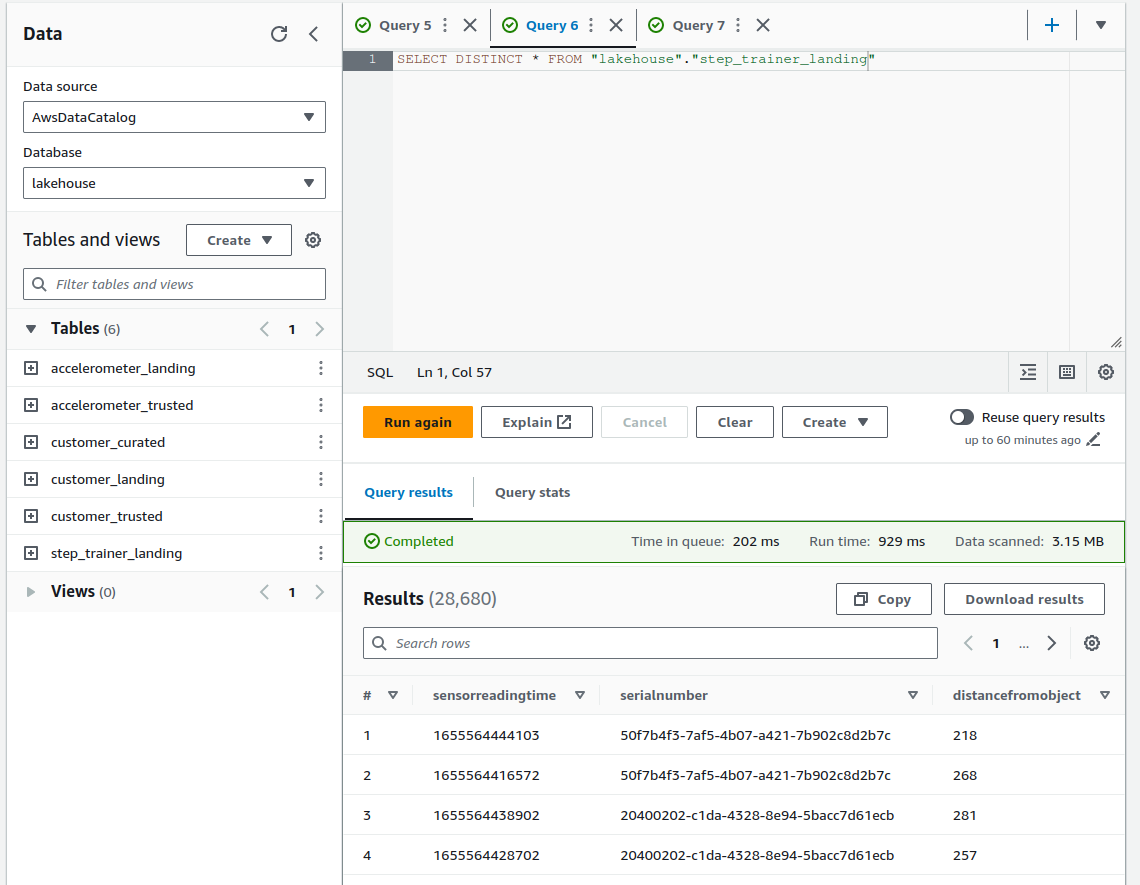 Data
Data source
AwsDataCatalog
Database
lakehouse
Tables and views
Create
Filter tables and views
Tables (6)
1
accelerometer_landing
accelerometer_trusted
customer_curated
customer_landing
customer_trusted
step_trainer_landing
Views (0)
1
Query 5
Query 6
Query 7
1 SELECT DISTINCT * FROM "lakehouse"."step_trainer_landing"
SQL Ln 1, Col 57
Run again Explain Cancel Clear Create
Reuse query results
up to 60 minutes ago
Query results Query stats
Completed Time in queue: 202 ms Run time: 929 ms Data scanned: 3.15 MB
Results (28,680) Copy Download results
Search rows 1 ...
# sensorreadingtime serialnumber distancefromobject
1 1655564444103 50f7b4f3-7af5-4b07-a421-7b902c8d2b7c 218
2 1655564416572 50f7b4f3-7af5-4b07-a421-7b902c8d2b7c 268
3 1655564438902 20400202-c1da-4328-8e94-5bacc7d61ecb 281
4 1655564428702 20400202-c1da-4328-8e94-5bacc7d61ecb 257